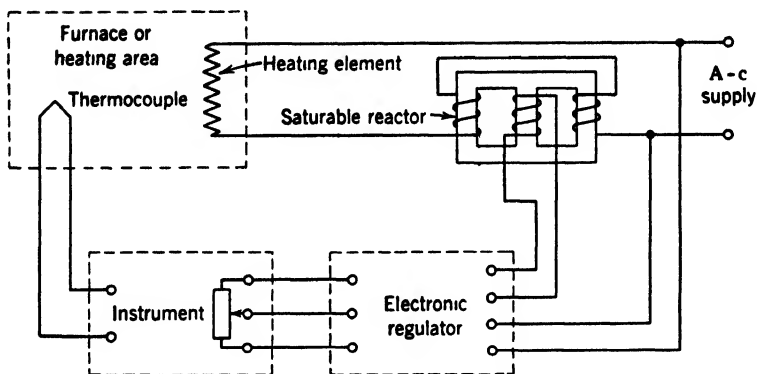 Furnace or
heating area
Heating element
A-c
supply
Thermocouple
Saturable reactor
Instrument
Electronic
regulator